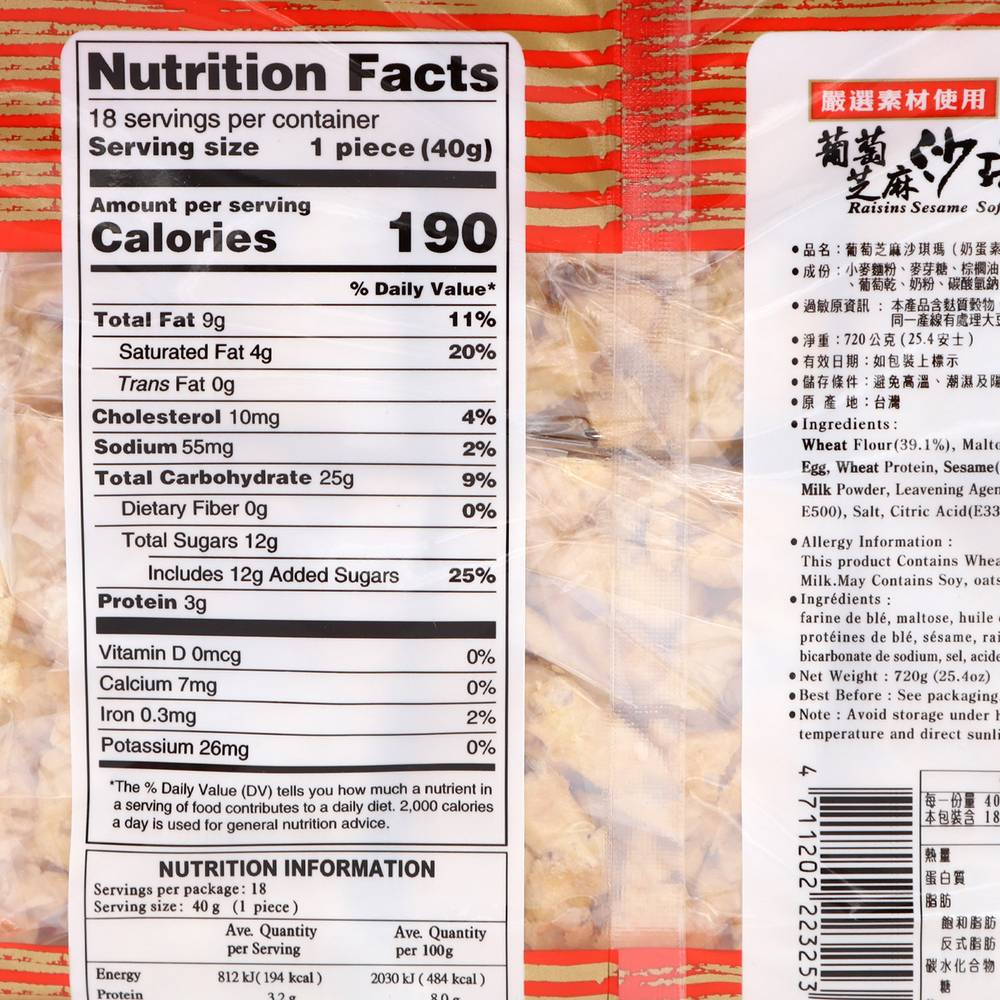 Nutrition Facts
18 servings per container
Serving size 1 piece (40g)
Amount per serving
Calories 190
% Daily Value*
Total Fat 9g 11%
Saturated Fat 4g 20%
Trans Fat 0g
Cholesterol 10mg 4%
Sodium 55mg 2%
Total Carbohydrate 25g 9%
Dietary Fiber 0g 0%
Total Sugars 12g
Includes 12g Added Sugars 25%
Protein 3g
Vitamin D 0mcg 0%
Calcium 7mg 0%
Iron 0.3mg 2%
Potassium 26mg 0%
*The % Daily Value (DV) tells you how much a nutrient in
a serving of food contributes to a daily diet. 2,000 calories
a day is used for general nutrition advice.
NUTRITION INFORMATION
Servings per package: 18
Serving size: 40 g (1 piece)
Ave. Quantity Ave. Quantity
per Serving per 100g
Energy 812 kJ( 194 kcal ) 2030 kJ ( 484 kcal )
Protein 3.2 g 8.0 g
嚴選素材使用
葡萄
芝麻 沙琪
Raisins Sesame Sof
●品名：葡萄芝麻沙琪瑪（奶蛋素
●成份：小麥麵粉、麥芽糖、棕櫚油
、葡萄乾、奶粉、碳酸氫鈉
●過敏原資訊：本產品含麩質穀物
同一產線有處理大豆
●淨重：720公克(25.4安士)
●有效日期：如包裝上標示
●儲存條件：避免高溫、潮濕及陽
●原產地：台灣
●Ingredients :
Wheat Flour(39.1%), Malto
Egg, Wheat Protein, Sesame(
Milk Powder, Leavening Agen
E500), Salt, Citric Acid(E33
●Allergy Information :
This product Contains Whea
Milk.May Contains Soy, oats
●Ingrédients :
farine de blé, maltose, huile
protéines de blé, sésame, rai
bicarbonate de sodium, sel, acide
●Net Weight : 720g (25.4oz)
●Best Before : See packaging
●Note : Avoid storage under h
temperature and direct sunli
4 711202 223253
每一份量 40
本包裝含 18
熱量
蛋白質
脂肪
飽和脂肪
反式脂肪
碳水化合物
糖